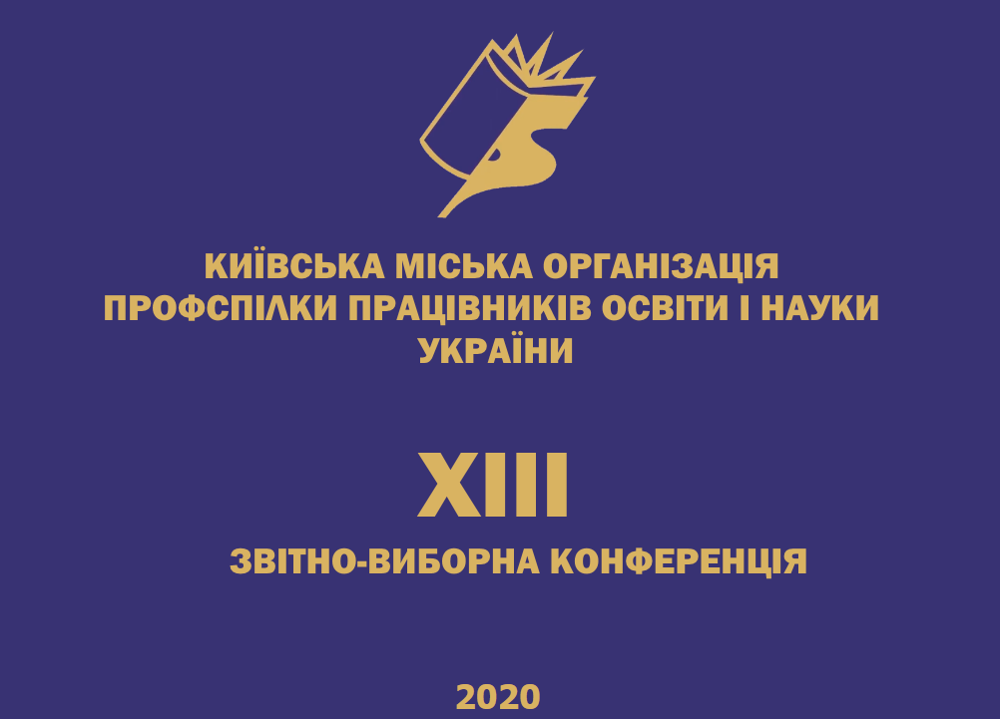 КИЇВСЬКА МІСЬКА ОРГАНІЗАЦІЯ
ПРОФСПІЛКИ ПРАЦІВНИКІВ ОСВІТИ І НАУКИ
УКРАЇНИ
XIII
ЗВІТНО-ВИБОРНА КОНФЕРЕНЦІЯ
2020